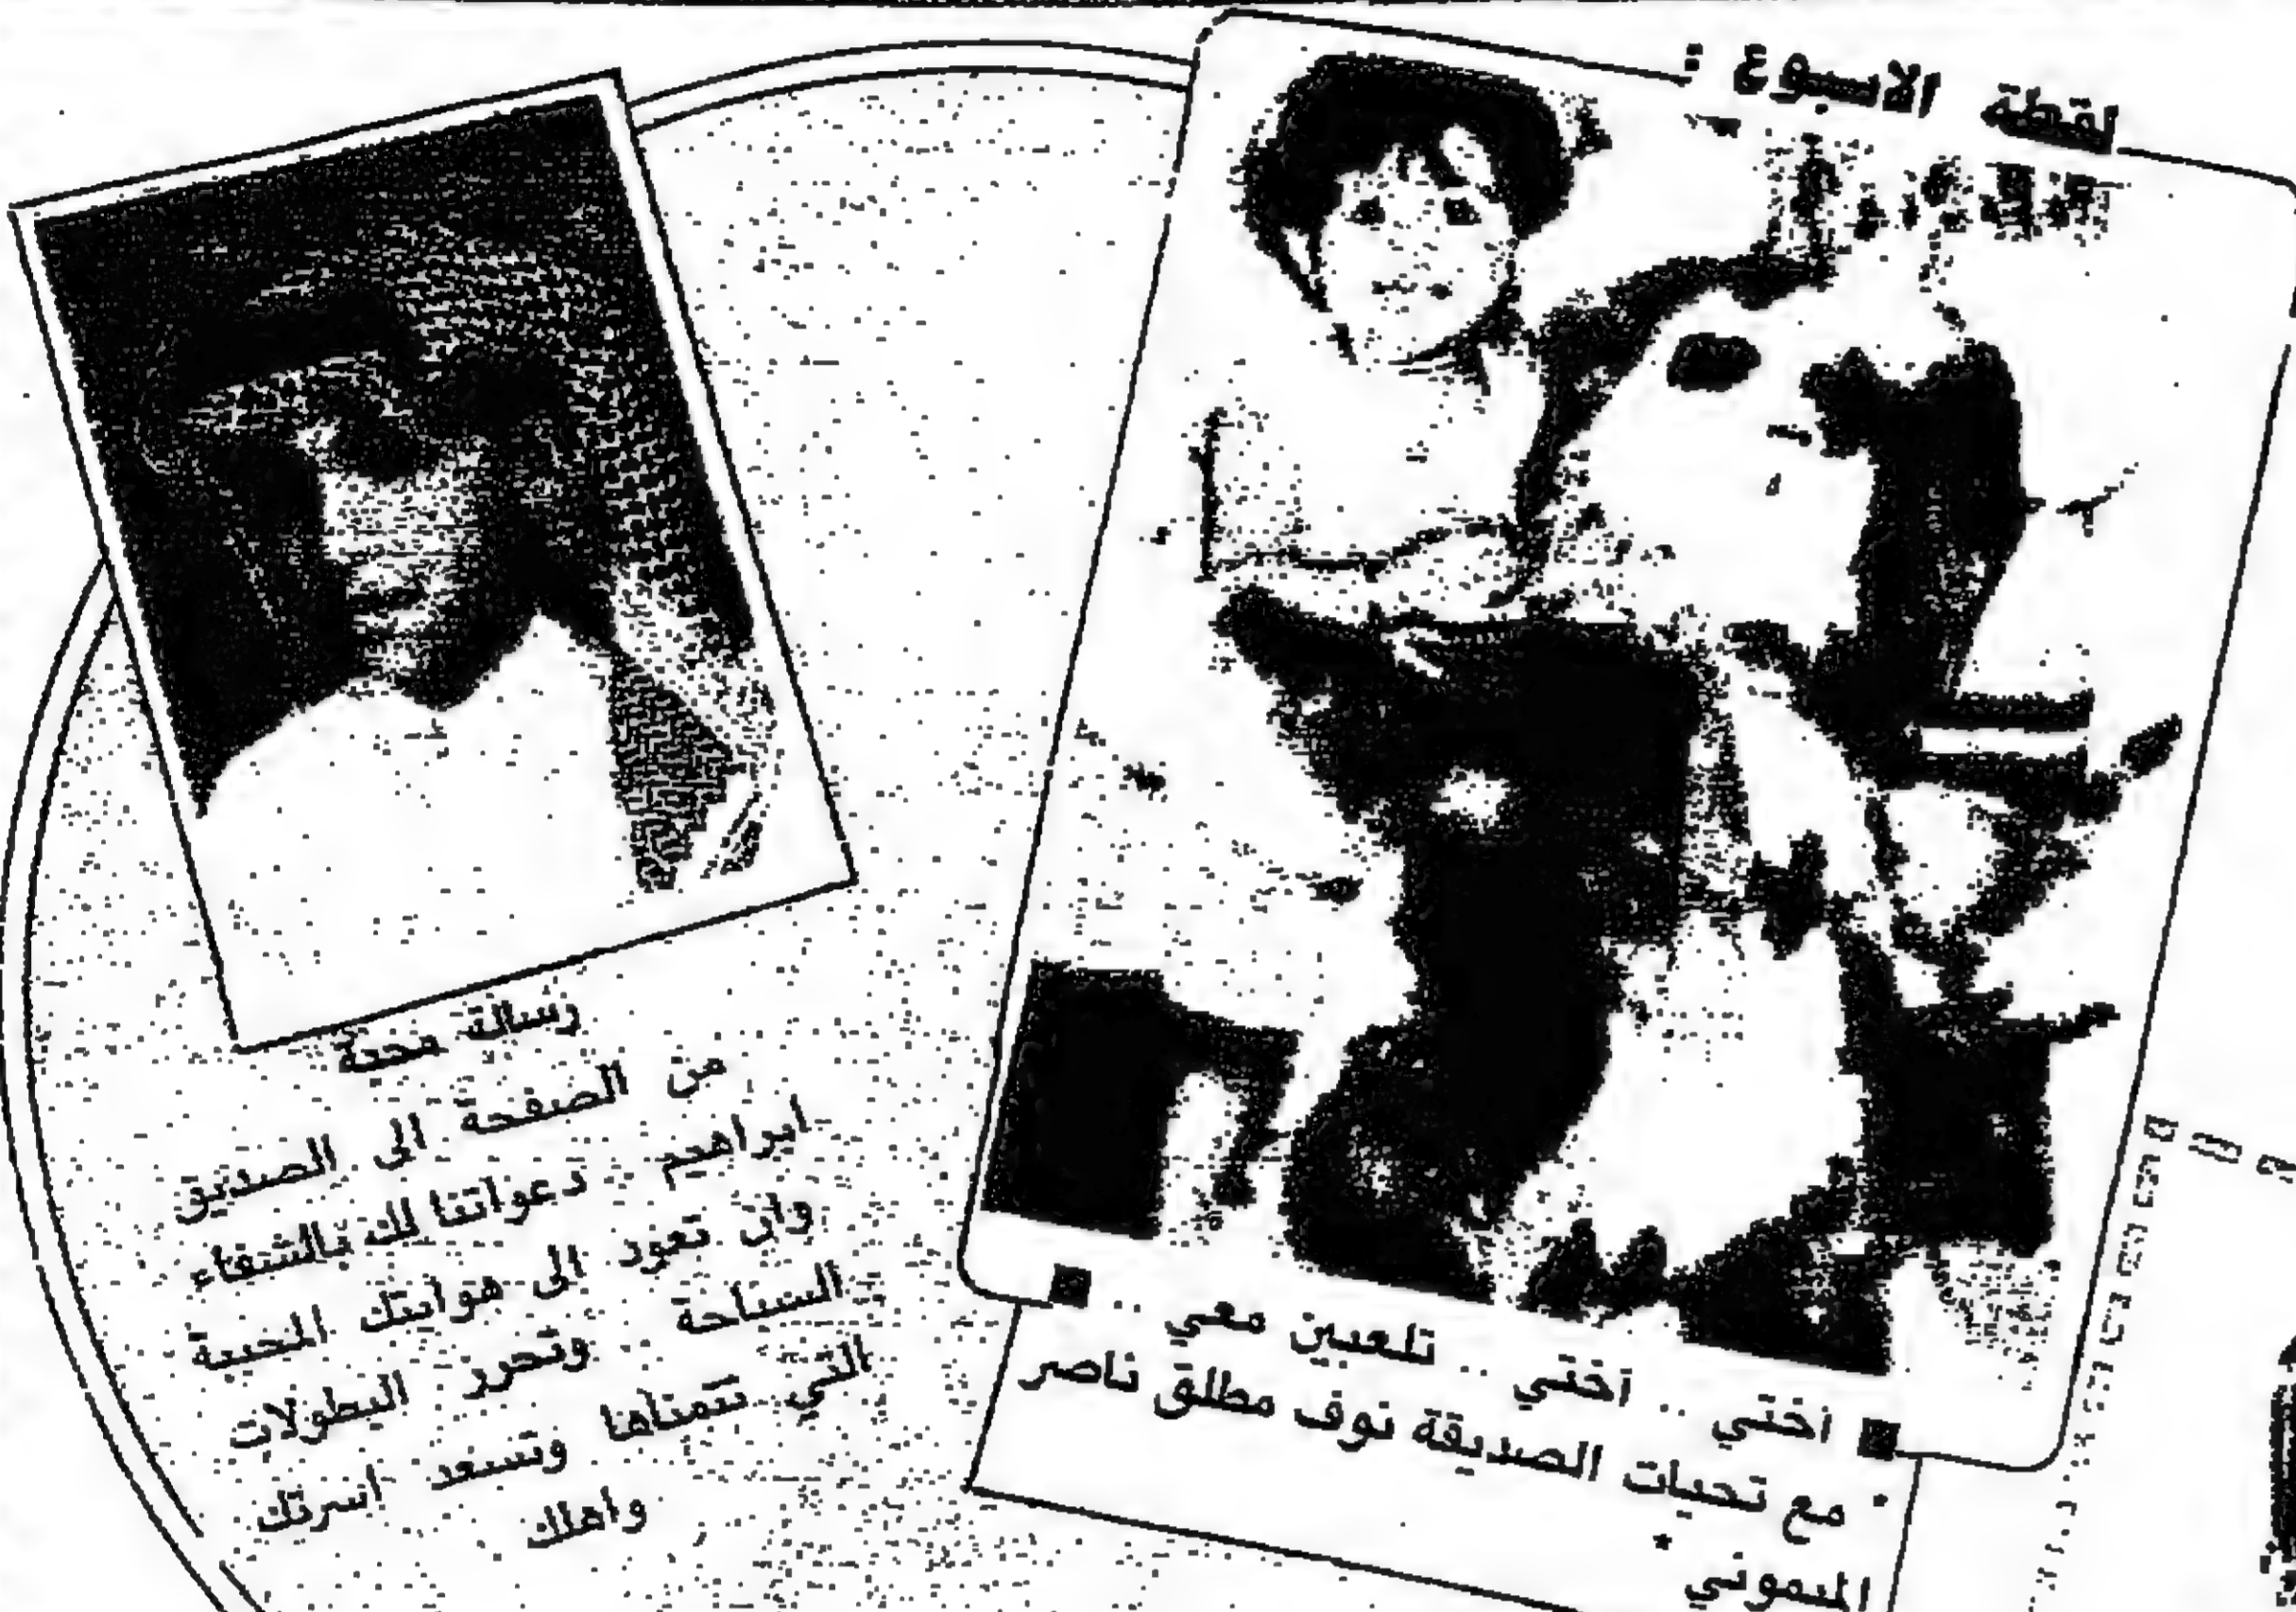 لقطة الاسبوع :
■ اختي .. اختي .. تلعبين معي .. ■
* مع تحيات الصديقة نوف مطلق ناصر
الميموني *
رسالة محبة
من الصفحة الى الصديق
ابراهيم .. دعواتنا لك بالشفاء
وان تعود الى هوايتك المحببة
السباحة وتحرز البطولات
التي تتمناها وتسعد اسرتك
واهلك